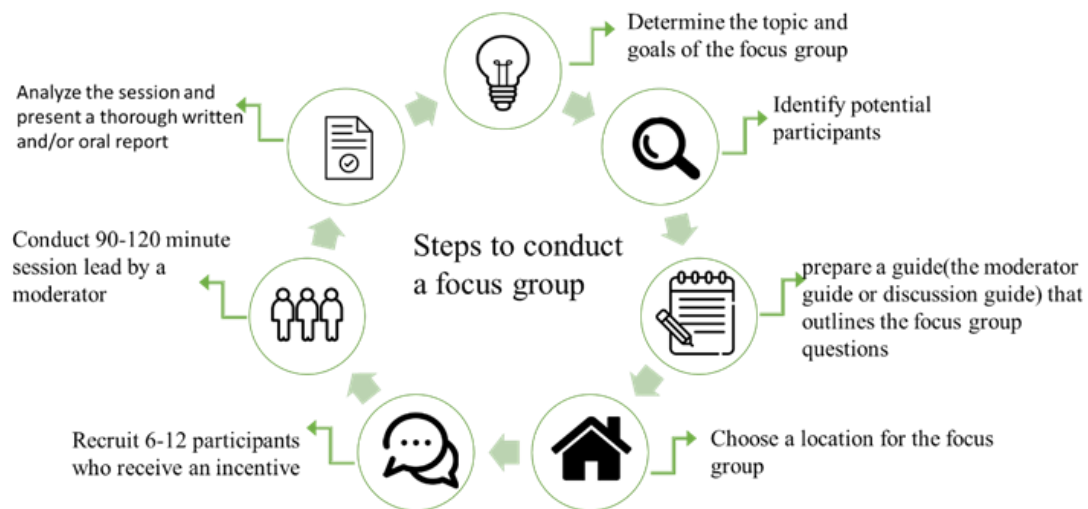 Steps to conduct
a focus group
Determine the topic and
goals of the focus group
Identify potential
participants
prepare a guide(the moderator
guide or discussion guide) that
outlines the focus group
questions
Choose a location for the focus
group
Recruit 6-12 participants
who receive an incentive
Conduct 90-120 minute
session lead by a
moderator
Analyze the session and
present a thorough written
and/or oral report